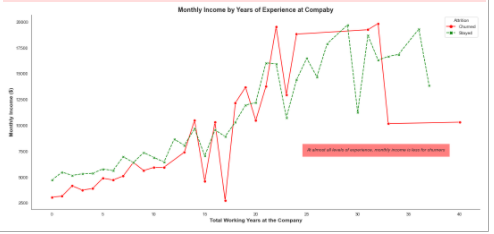 Monthly Income by Years of Experience at Compaby
Attrition
Churned
Stayed
Monthly Income ($)
20000
17500
15000
12500
10000
7500
5000
2500
At almost all levels of experience, monthly income is less for churners
0
5
10
15
20
25
30
35
40
Total Working Years at the Company